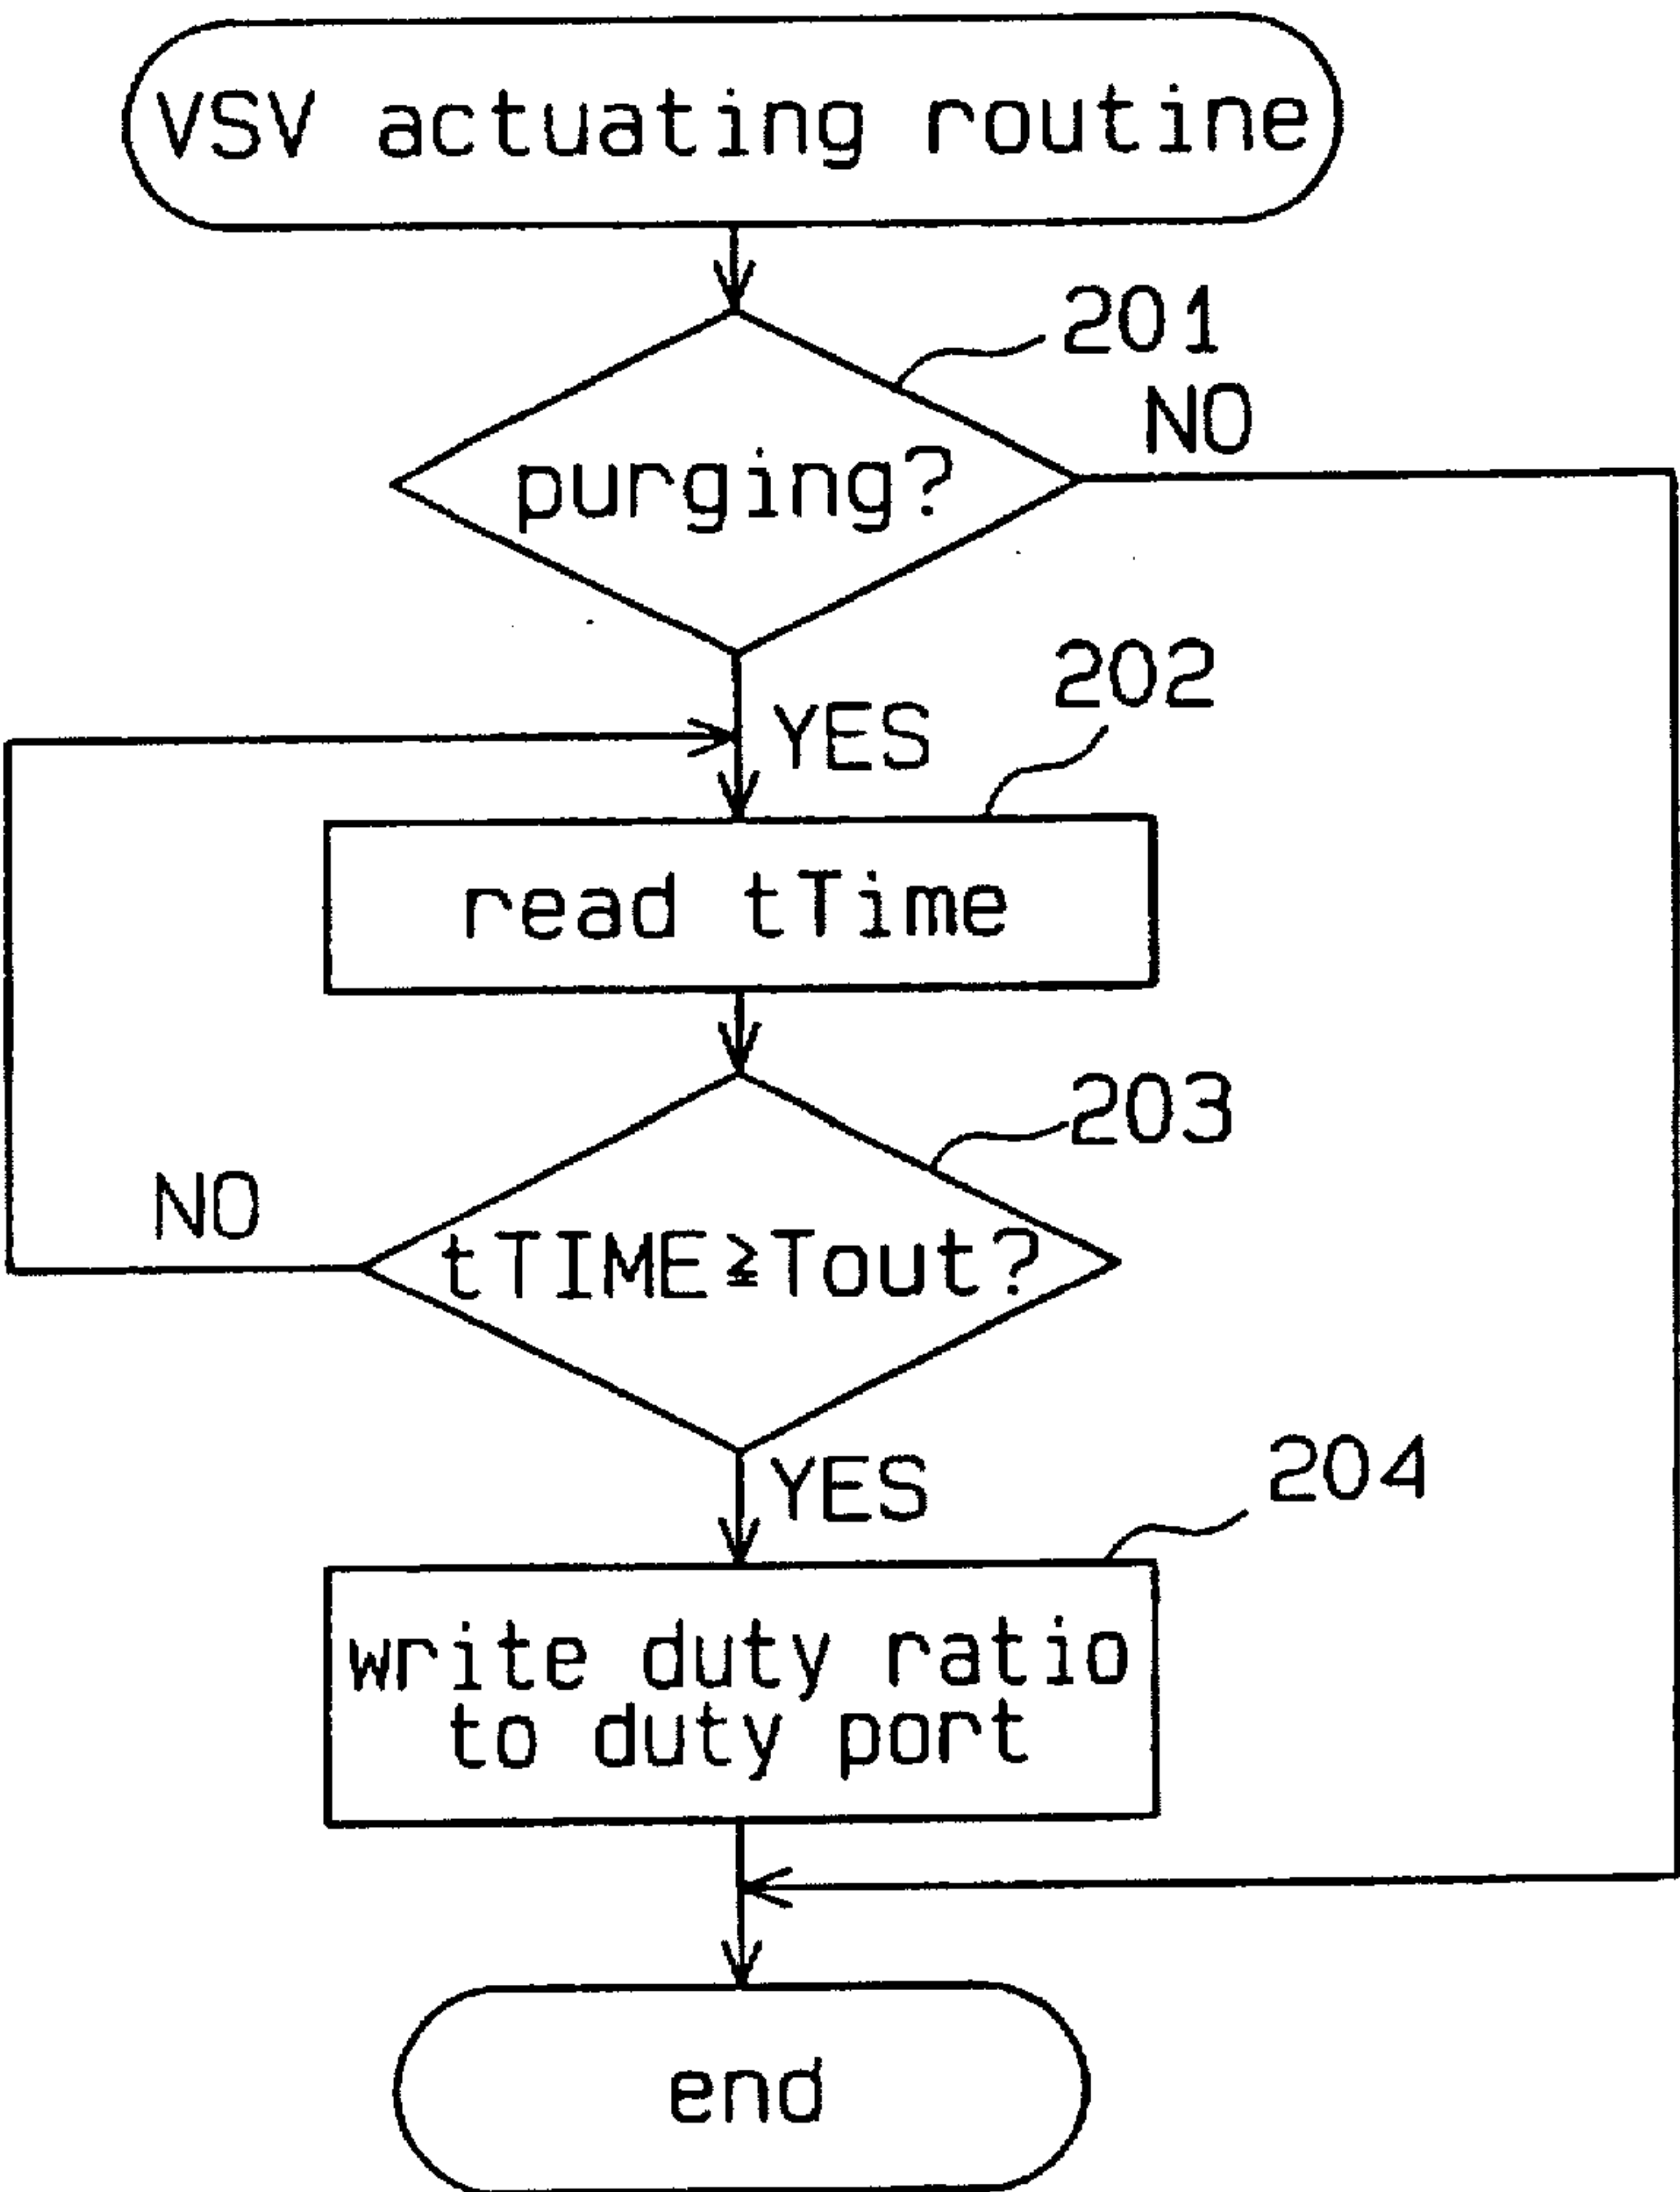 VSV actuating routine
201
NO
purging?
202
YES
read tTime
203
NO
tTIME≥Tout?
YES
204
write duty ratio
to duty port
end